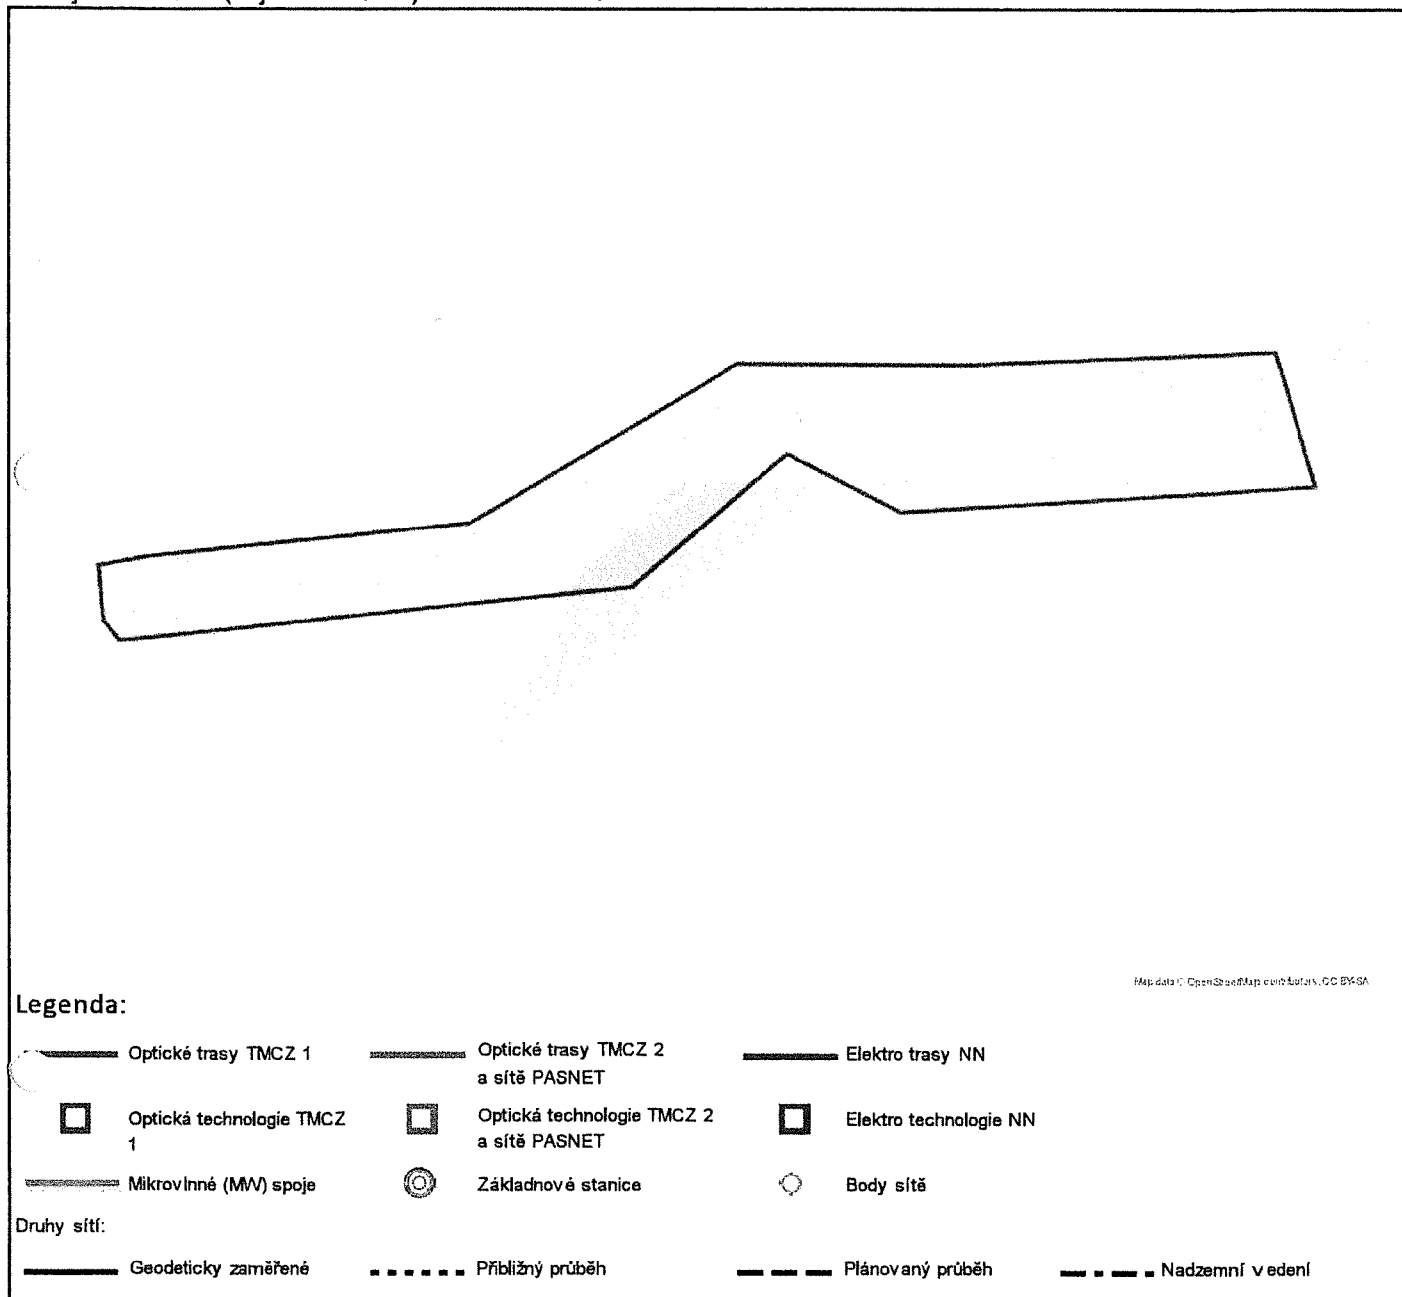 Map data © OpenStreetMap contributors, CC BY-SA
Legenda:
Optické trasy TMCZ 1
Optické trasy TMCZ 2
a sítě PASNET
Elektro trasy NN
Optická technologie TMCZ
1
Optická technologie TMCZ 2
a sítě PASNET
Elektro technologie NN
Mikrovlnné (MW) spoje
Základnové stanice
Body sítě
Druhy sítí:
Geodeticky zaměřené
Přibližný průběh
Plánovaný průběh
Nadzemní vedení